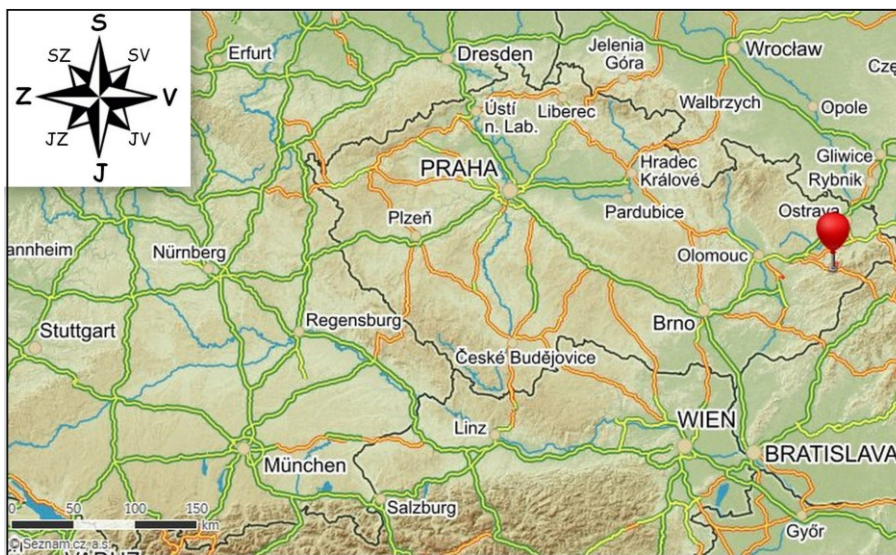 S
SZ
SV
Z
V
JZ
JV
J
Erfurt
Dresden
Jelenia
Góra
Wrocław
Czę
Ústí
n. Lab.
Liberec
Walbrzych
Opole
PRAHA
Hradec
Králové
Gliwice
Rybnik
Plzeň
Pardubice
Ostrava
annheim
Nürnberg
Olomouc
Stuttgart
Regensburg
Brno
České Budějovice
Linz
WIEN
München
BRATISLAVA
Salzburg
Győr
0 50 100 150
km
© Seznam.cz, a.s.